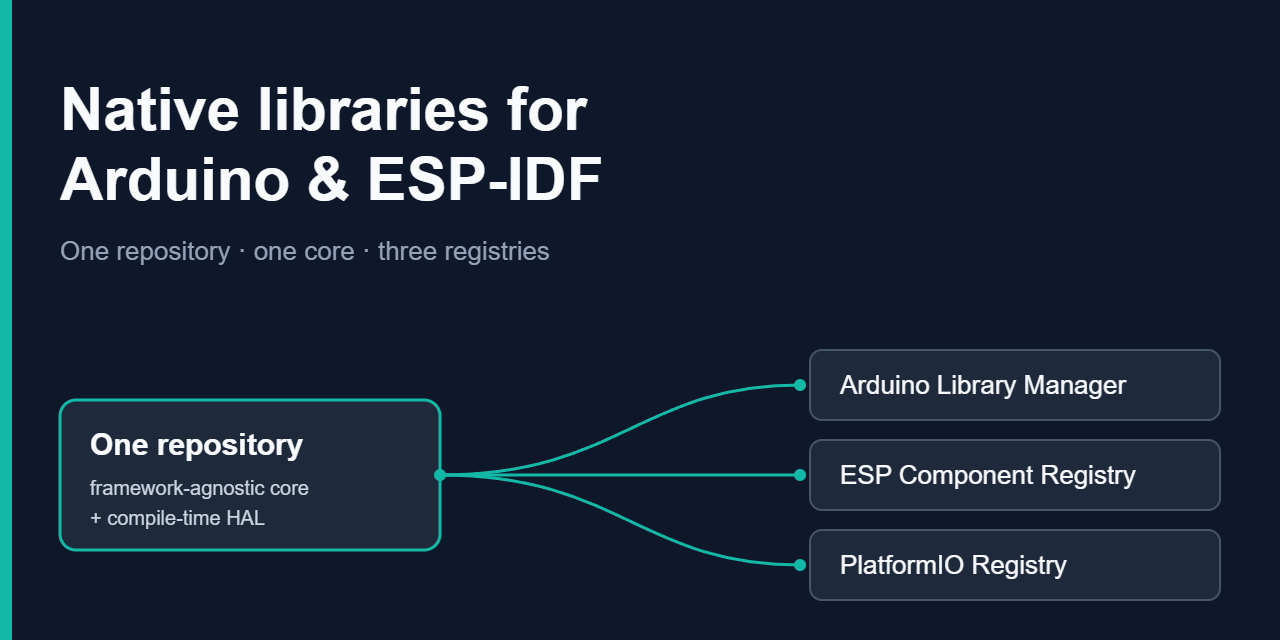 Native libraries for
Arduino & ESP-IDF
One repository · one core · three registries
One repository
framework-agnostic core
+ compile-time HAL
Arduino Library Manager
ESP Component Registry
PlatformIO Registry